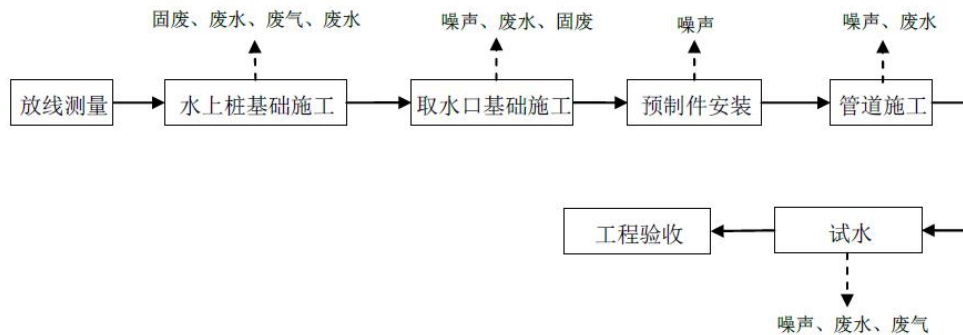 固废、废水、废气、废水
噪声、废水、固废
噪声
噪声、废水
放线测量
水上桩基础施工
取水口基础施工
预制件安装
管道施工
工程验收
试水
噪声、废水、废气